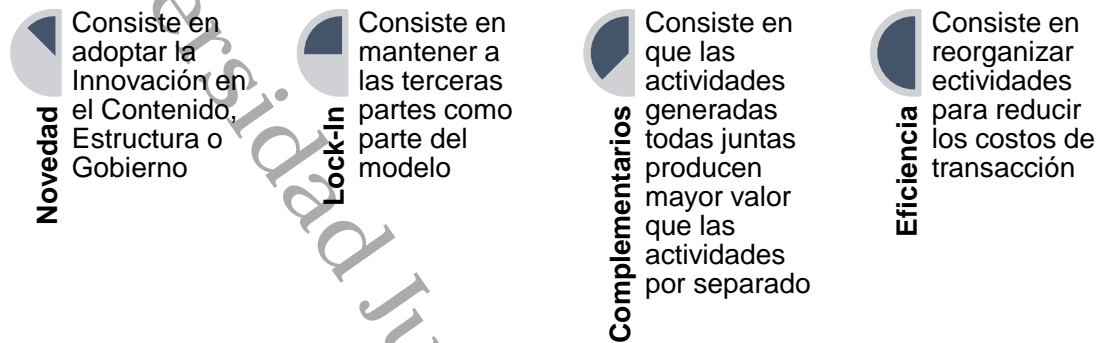 Novedad
Consiste en
adoptar la
Innovación en
el Contenido,
Estructura o
Gobierno
Lock-In
Consiste en
mantener a
las terceras
partes como
parte del
modelo
Complementarios
Consiste en
que las
actividades
generadas
todas juntas
producen
mayor valor
que las
actividades
por separado
Eficiencia
Consiste en
reorganizar
ectividades
para reducir
los costos de
transacción
ersidad Ju